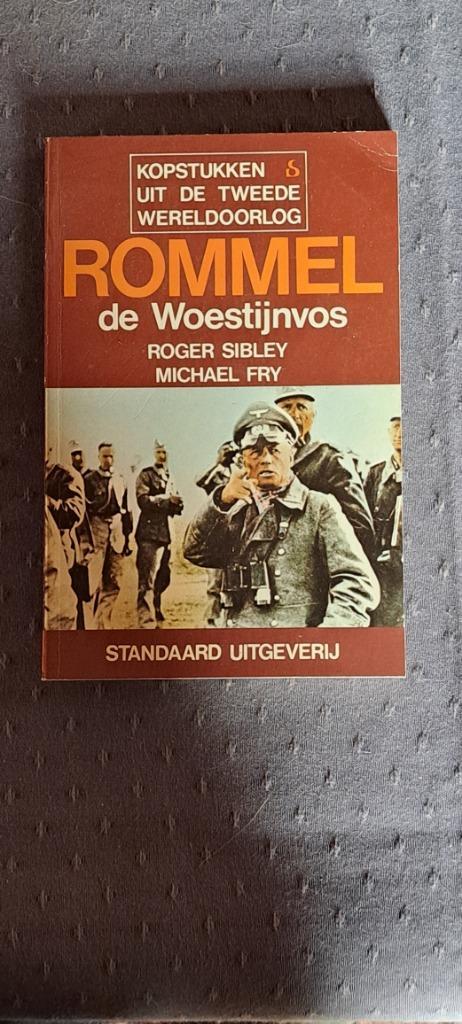 KOPSTUKKEN
UIT DE TWEEDE
WERELDOORLOG
ROMMEL
de Woestijnvos
ROGER SIBLEY
MICHAEL FRY
STANDAARD UITGEVERIJ